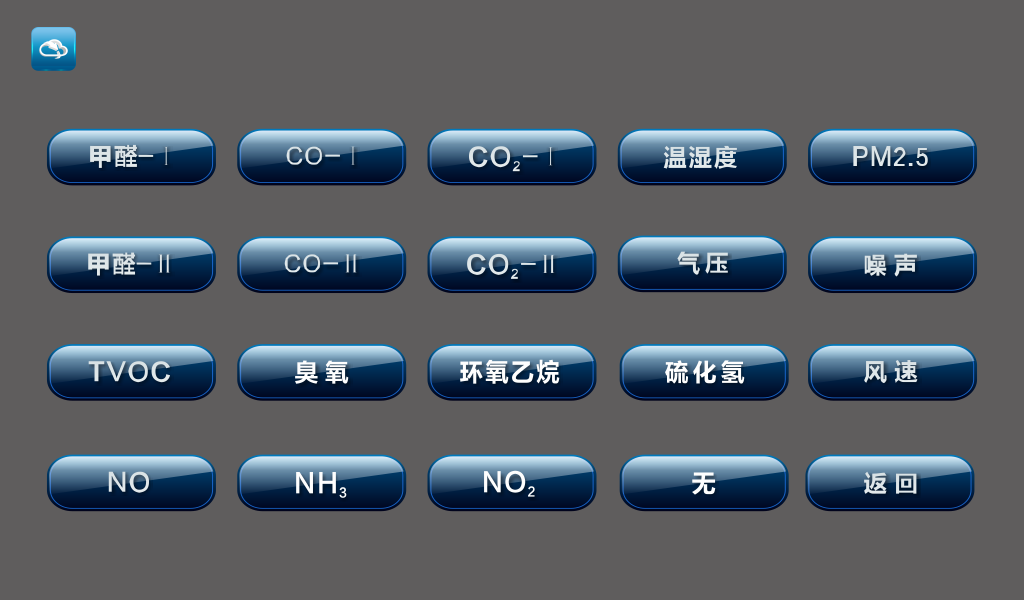 甲醛-Ⅰ
CO-Ⅰ
CO₂-Ⅰ
温湿度
PM2.5
甲醛-Ⅱ
CO-Ⅱ
CO₂-Ⅱ
气压
噪声
TVOC
臭氧
环氧乙烷
硫化氢
风速
NO
NH₃
NO₂
无
返回